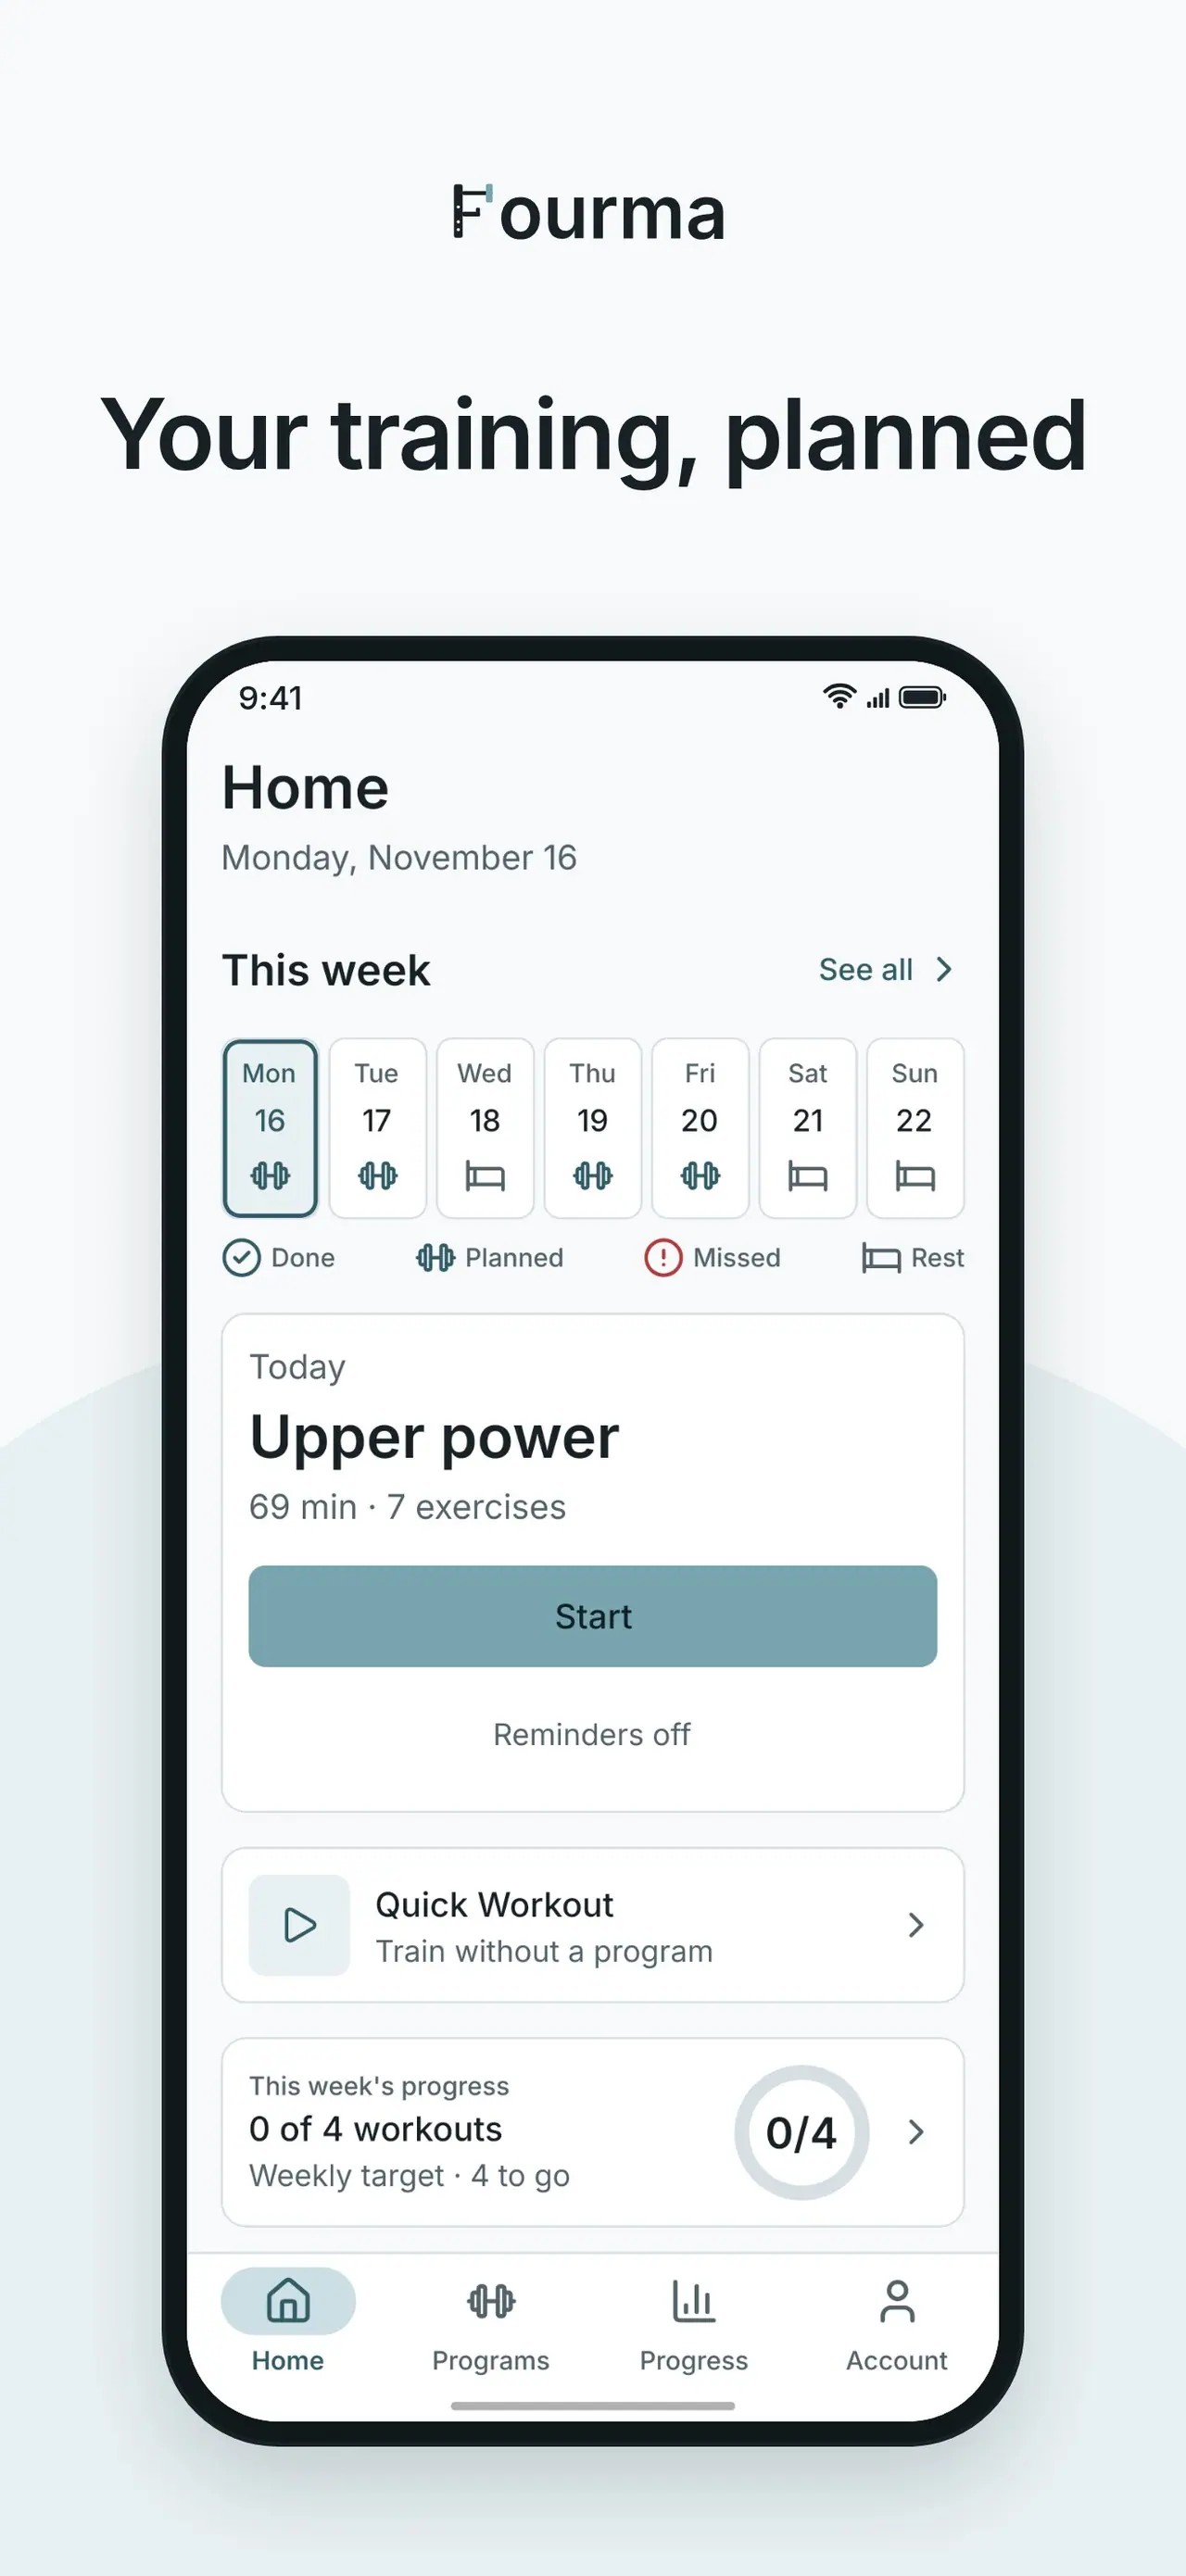 Fourma
Your training, planned
9:41
Home
Monday, November 16
This week
See all
Mon Tue Wed Thu Fri Sat Sun
16 17 18 19 20 21 22
Done Planned Missed Rest
Today
Upper power
69 min · 7 exercises
Start
Reminders off
Quick Workout
Train without a program
This week's progress
0 of 4 workouts
Weekly target · 4 to go
0/4
Home Programs Progress Account